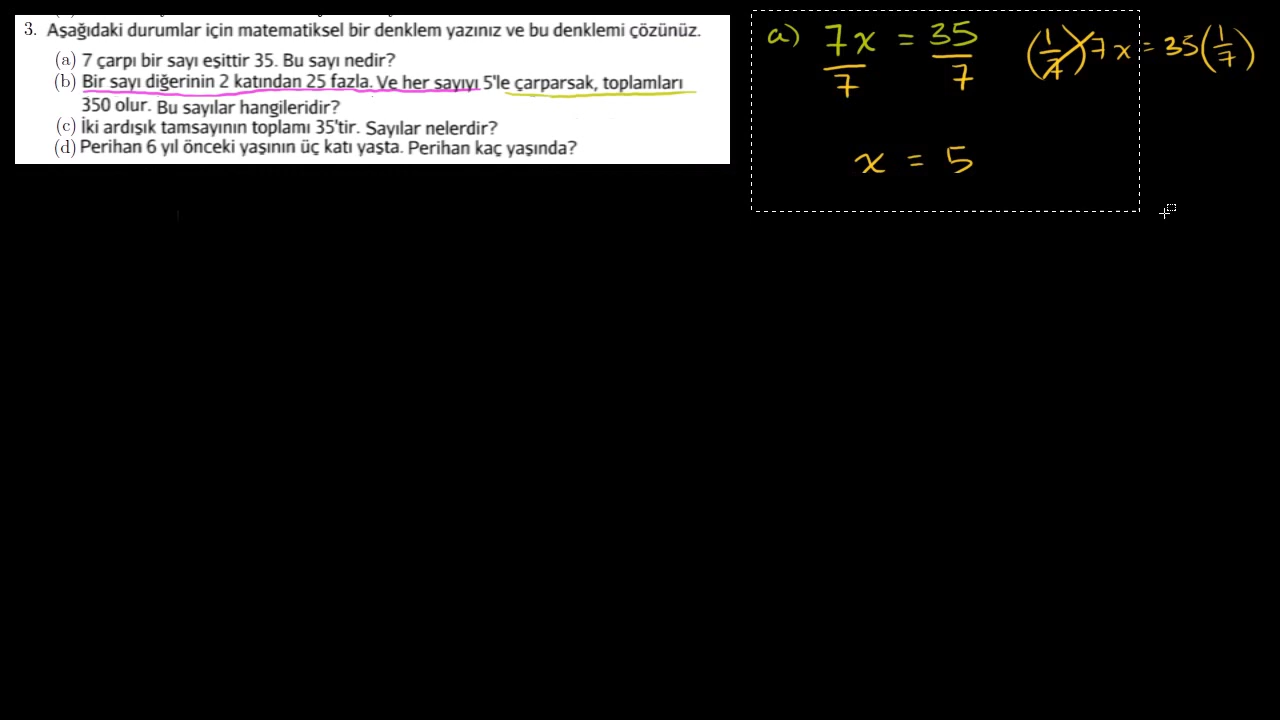 3. Aşağıdaki durumlar için matematiksel bir denklem yazınız ve bu denklemi çözünüz.
(a) 7 çarpı bir sayı eşittir 35. Bu sayı nedir?
(b) Bir sayı diğerinin 2 katından 25 fazla. Ve her sayıyı 5'le çarparsak, toplamları
350 olur. Bu sayılar hangileridir?
(c) İki ardışık tamsayının toplamı 35'tir. Sayılar nelerdir?
(d) Perihan 6 yıl önceki yaşının üç katı yaşta. Perihan kaç yaşında?
a) 7x = 35
7 7
(1/7) 7x = 35 (1/7)
x = 5